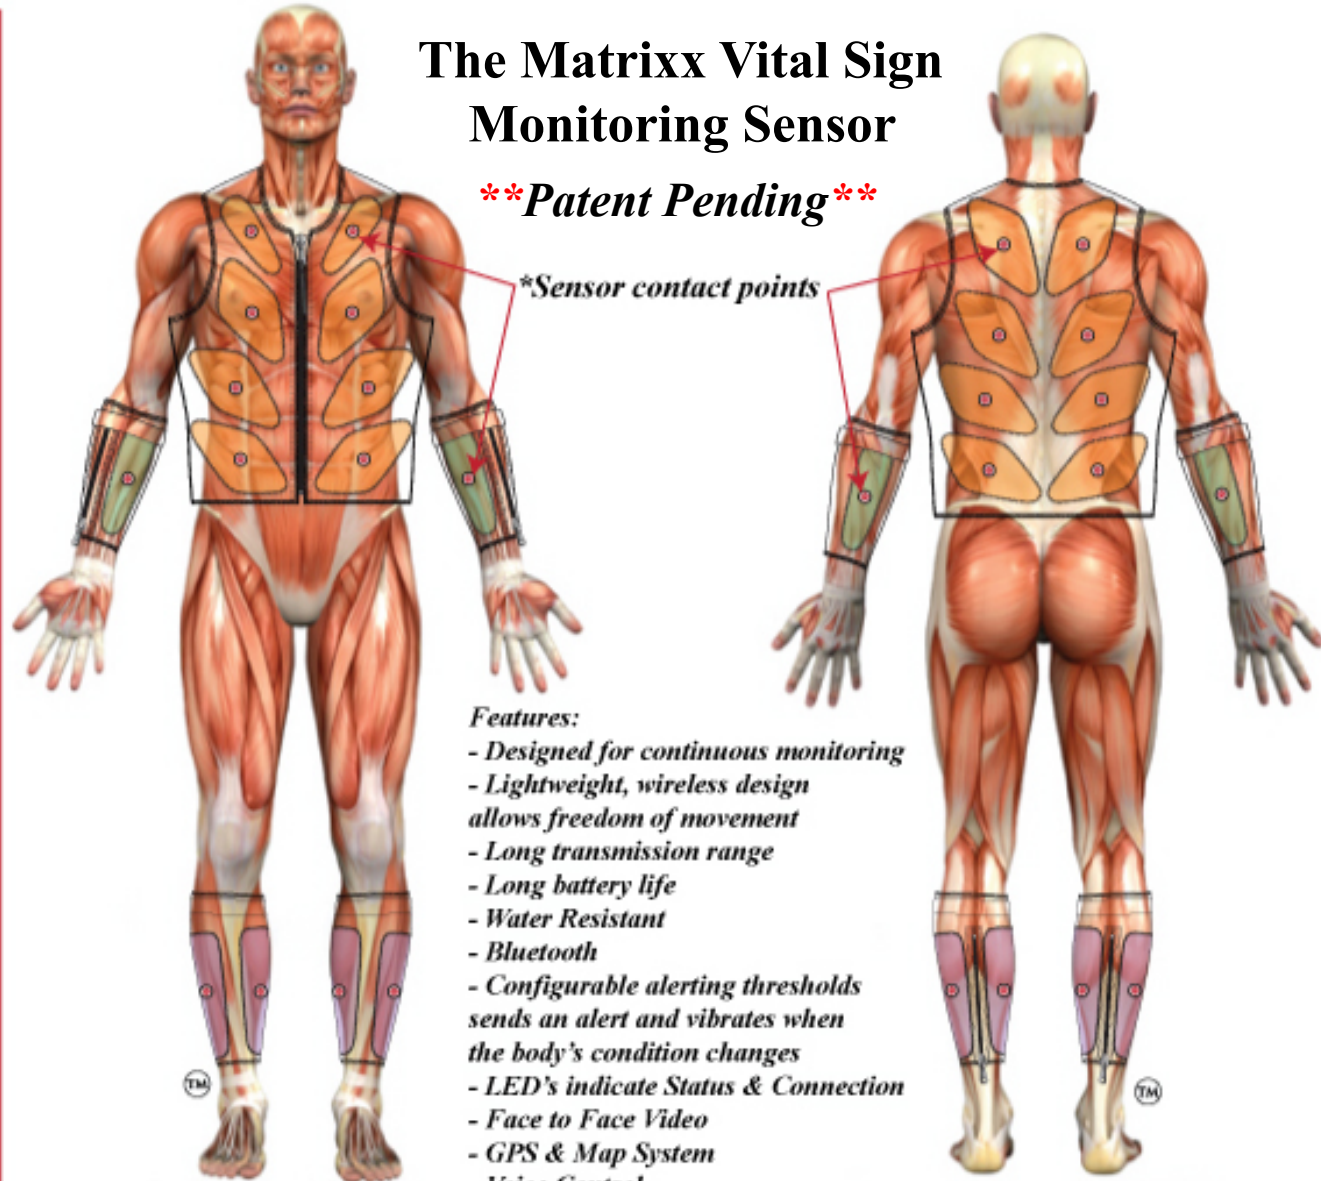 The Matrixx Vital Sign
Monitoring Sensor
**Patent Pending**
*Sensor contact points
Features:
- Designed for continuous monitoring
- Lightweight, wireless design
allows freedom of movement
- Long transmission range
- Long battery life
- Water Resistant
- Bluetooth
- Configurable alerting thresholds
sends an alert and vibrates when
the body's condition changes
- LED's indicate Status & Connection
- Face to Face Video
- GPS & Map System
- Voice Control
TM
TM